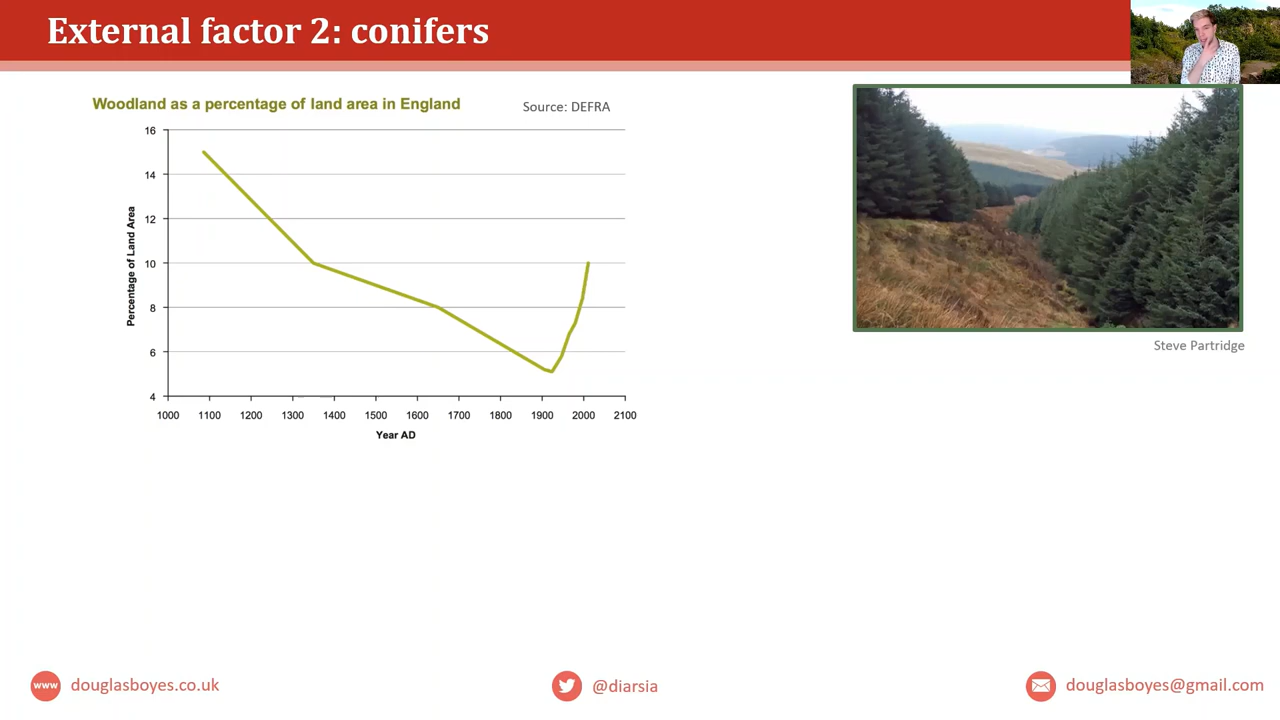 External factor 2: conifers
Woodland as a percentage of land area in England
Source: DEFRA
16
14
12
10
8
6
4
Percentage of Land Area
1000 1100 1200 1300 1400 1500 1600 1700 1800 1900 2000 2100
Year AD
Steve Partridge
www douglasboyes.co.uk
@diarsia
douglasboyes@gmail.com